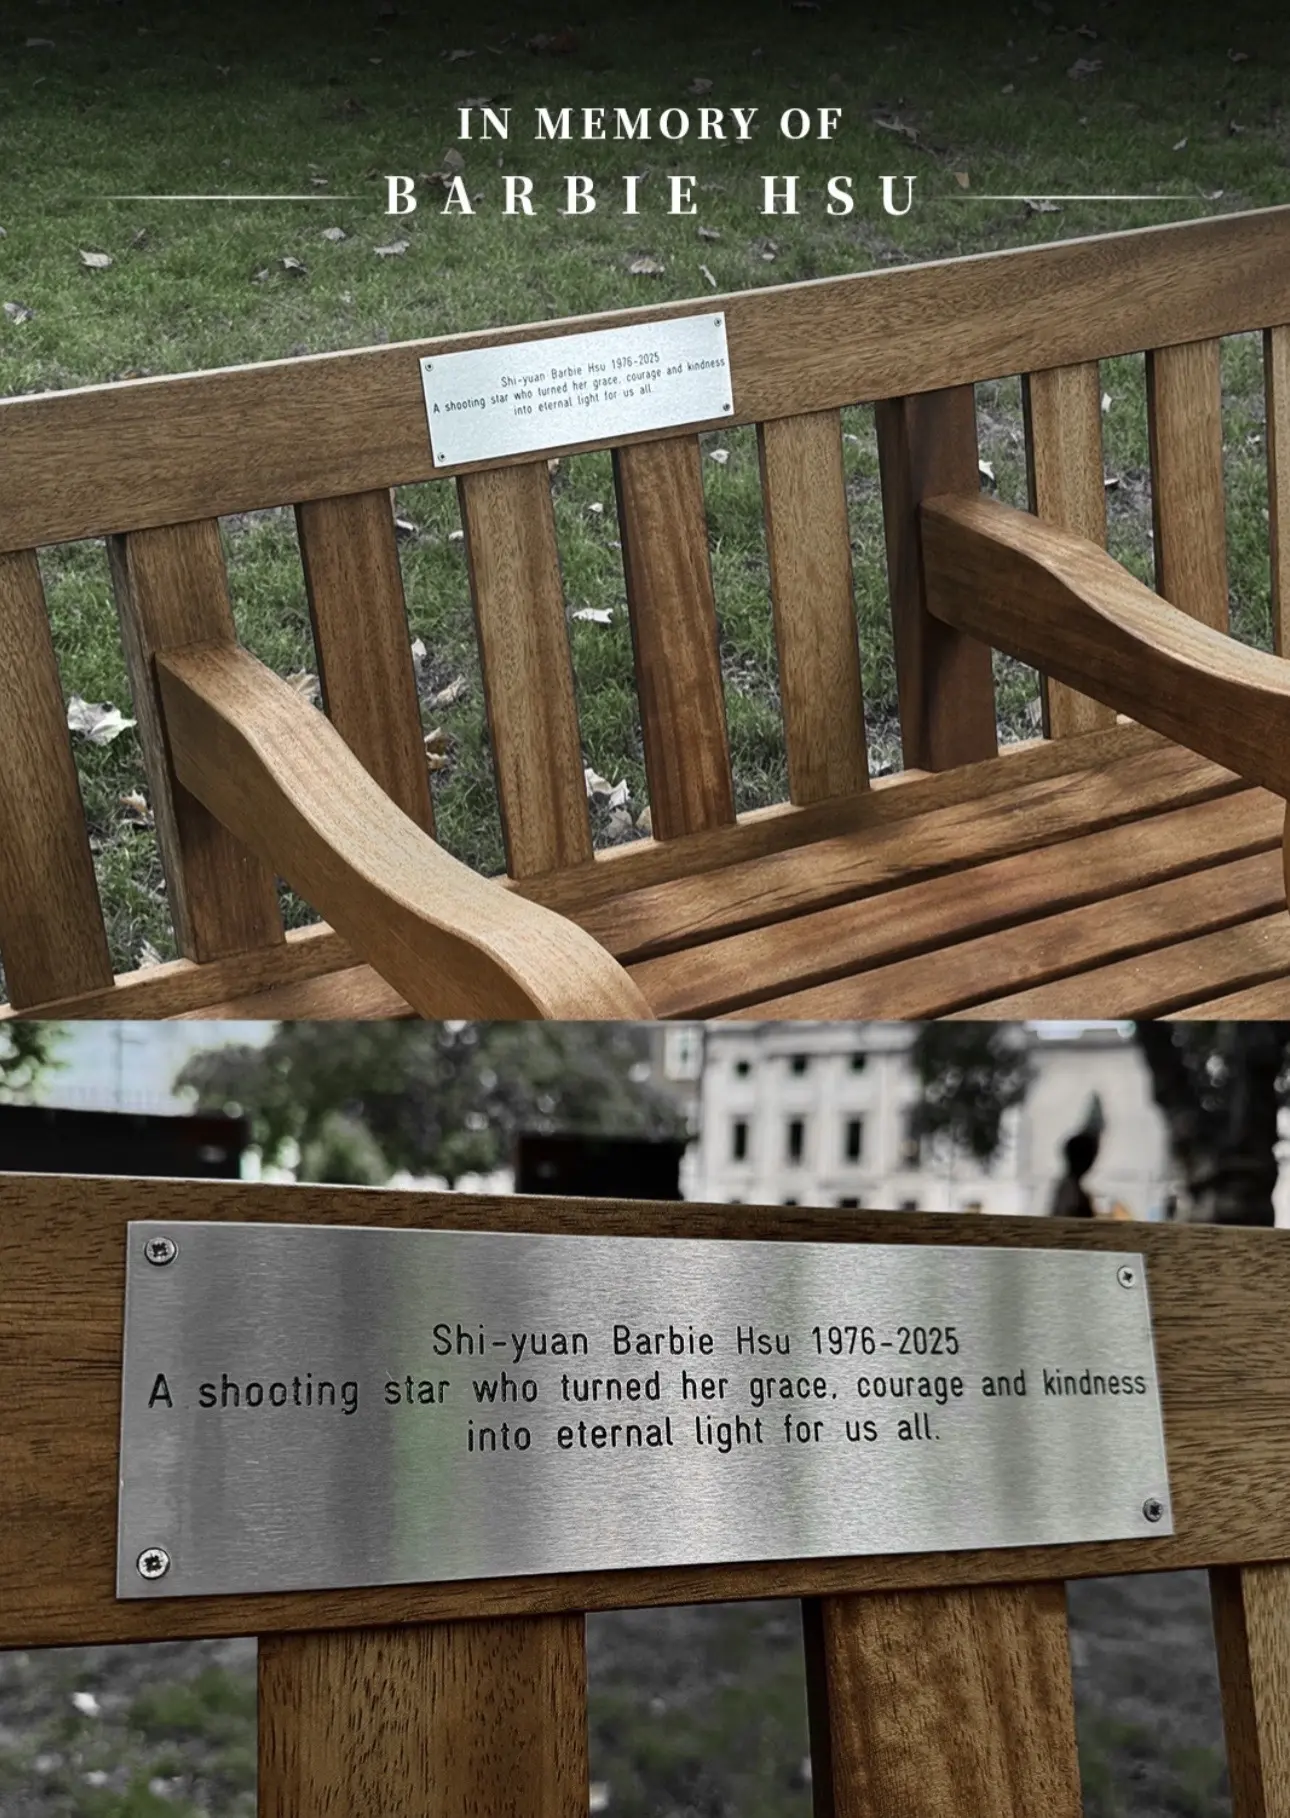 IN MEMORY OF
BARBIE HSU
Shi-yuan Barbie Hsu 1976-2025
A shooting star who turned her grace, courage and kindness
into eternal light for us all.
Shi-yuan Barbie Hsu 1976-2025
A shooting star who turned her grace, courage and kindness
into eternal light for us all.